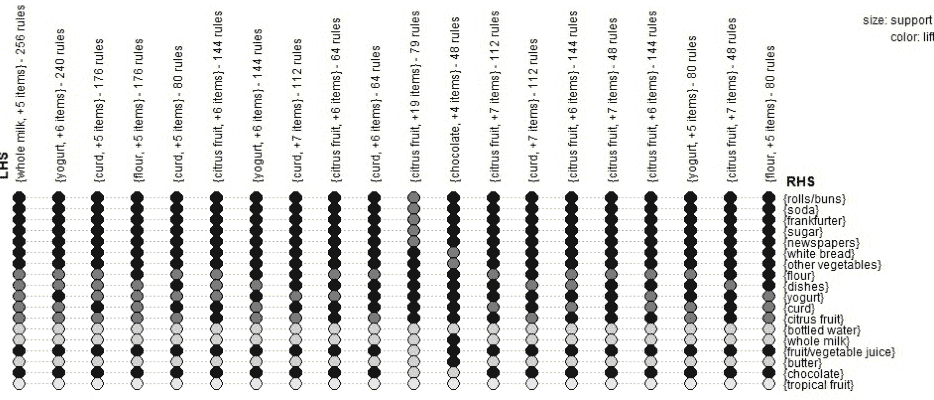 size: support
color: lift
LHS
{whole milk, +5 items} - 256 rules
{yogurt, +6 items} - 240 rules
{curd, +5 items} - 176 rules
{flour, +5 items} - 176 rules
{curd, +5 items} - 80 rules
{citrus fruit, +6 items} - 144 rules
{yogurt, +6 items} - 144 rules
{curd, +7 items} - 112 rules
{citrus fruit, +6 items} - 64 rules
{curd, +6 items} - 64 rules
{citrus fruit, +19 items} - 79 rules
{chocolate, +4 items} - 48 rules
{citrus fruit, +7 items} - 112 rules
{curd, +7 items} - 112 rules
{citrus fruit, +6 items} - 144 rules
{citrus fruit, +7 items} - 48 rules
{citrus fruit, +6 items} - 144 rules
{yogurt, +5 items} - 80 rules
{citrus fruit, +7 items} - 48 rules
{flour, +5 items} - 80 rules
RHS
{rolls/buns}
{soda}
{frankfurter}
{sugar}
{newspapers}
{white bread}
{other vegetables}
{flour}
{dishes}
{yogurt}
{curd}
{citrus fruit}
{bottled water}
{whole milk}
{fruit/vegetable juice}
{butter}
{chocolate}
{tropical fruit}